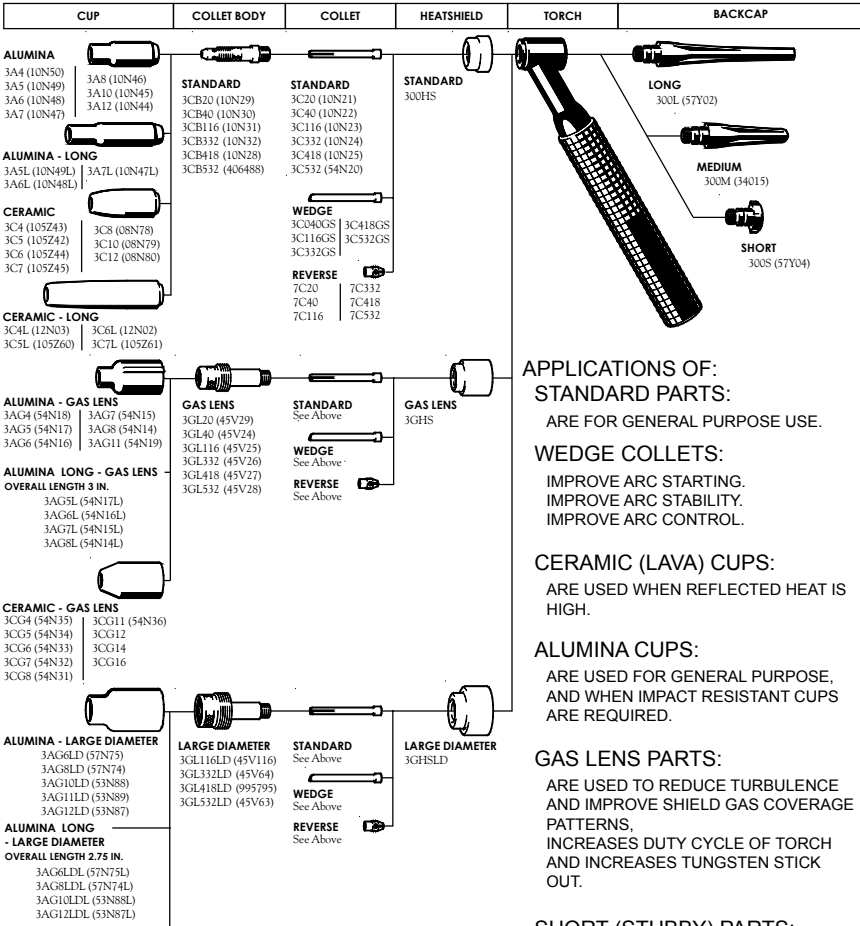 CUP COLLET BODY COLLET HEATSHIELD TORCH BACKCAP
ALUMINA
3A4 (10N50)
3A5 (10N49)
3A6 (10N48)
3A7 (10N47)
3A8 (10N46)
3A10 (10N45)
3A12 (10N44)
ALUMINA - LONG
3A5L (10N49L)
3A6L (10N48L)
3A7L (10N47L)
CERAMIC
3C4 (105Z43)
3C5 (105Z42)
3C6 (105Z44)
3C7 (105Z45)
3C8 (08N78)
3C10 (08N79)
3C12 (08N80)
CERAMIC - LONG
3C4L (12N03)
3C5L (105Z60)
3C6L (12N02)
3C7L (105Z61)
STANDARD
3CB20 (10N29)
3CB40 (10N30)
3CB116 (10N31)
3CB332 (10N32)
3CB418 (10N28)
3CB532 (406488)
STANDARD
3C20 (10N21)
3C40 (10N22)
3C116 (10N23)
3C332 (10N24)
3C418 (10N25)
3C532 (54N20)
WEDGE
3C040GS
3C116GS
3C332GS
3C418GS
3C532GS
REVERSE
7C20
7C40
7C116
7C332
7C418
7C532
STANDARD
300HS
LONG
300L (57Y02)
MEDIUM
300M (34015)
SHORT
300S (57Y04)
ALUMINA - GAS LENS
3AG4 (54N18)
3AG5 (54N17)
3AG6 (54N16)
3AG7 (54N15)
3AG8 (54N14)
3AG11 (54N19)
ALUMINA LONG - GAS LENS
OVERALL LENGTH 3 IN.
3AG5L (54N17L)
3AG6L (54N16L)
3AG7L (54N15L)
3AG8L (54N14L)
CERAMIC - GAS LENS
3CG4 (54N35)
3CG5 (54N34)
3CG6 (54N33)
3CG7 (54N32)
3CG8 (54N31)
3CG11 (54N36)
3CG12
3CG14
3CG16
GAS LENS
3GL20 (45V29)
3GL40 (45V24)
3GL116 (45V25)
3GL332 (45V26)
3GL418 (45V27)
3GL532 (45V28)
STANDARD
See Above
WEDGE
See Above
REVERSE
See Above
GAS LENS
3GHS
ALUMINA - LARGE DIAMETER
3AG6LD (57N75)
3AG8LD (57N74)
3AG10LD (53N88)
3AG11LD (53N89)
3AG12LD (53N87)
ALUMINA LONG
- LARGE DIAMETER
OVERALL LENGTH 2.75 IN.
3AG6LDL (57N75L)
3AG8LDL (57N74L)
3AG10LDL (53N88L)
3AG12LDL (53N87L)
LARGE DIAMETER
3GL116LD (45V116)
3GL332LD (45V64)
3GL418LD (995795)
3GL532LD (45V63)
STANDARD
See Above
WEDGE
See Above
REVERSE
See Above
LARGE DIAMETER
3GHSLD
APPLICATIONS OF:
STANDARD PARTS:
ARE FOR GENERAL PURPOSE USE.
WEDGE COLLETS:
IMPROVE ARC STARTING.
IMPROVE ARC STABILITY.
IMPROVE ARC CONTROL.
CERAMIC (LAVA) CUPS:
ARE USED WHEN REFLECTED HEAT IS
HIGH.
ALUMINA CUPS:
ARE USED FOR GENERAL PURPOSE,
AND WHEN IMPACT RESISTANT CUPS
ARE REQUIRED.
GAS LENS PARTS:
ARE USED TO REDUCE TURBULENCE
AND IMPROVE SHIELD GAS COVERAGE
PATTERNS,
INCREASES DUTY CYCLE OF TORCH
AND INCREASES TUNGSTEN STICK
OUT.
SHORT (STUBBY) PARTS: